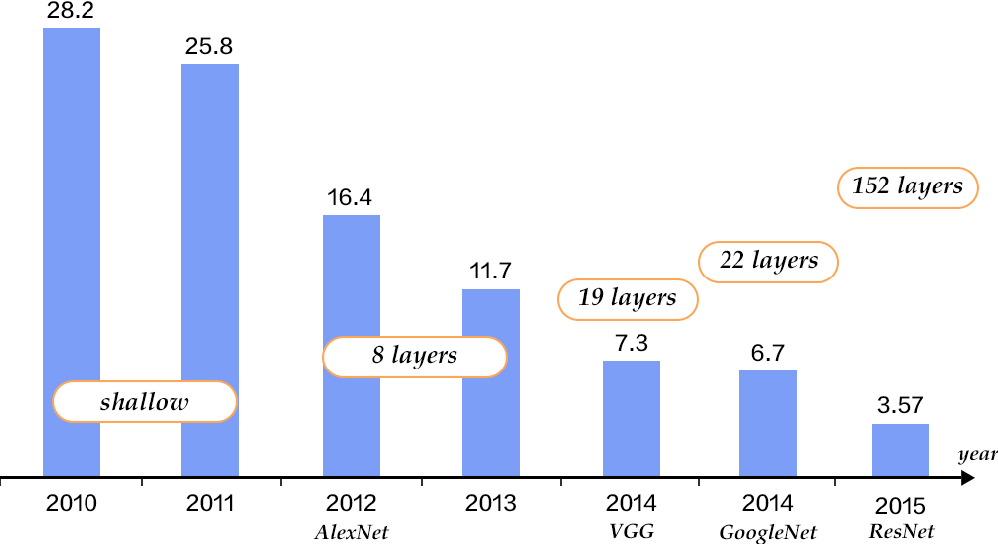 28.2
25.8
16.4
11.7
7.3
6.7
3.57
152 layers
22 layers
19 layers
8 layers
shallow
year
2010 2011 2012 2013 2014 2014 2015
AlexNet VGG GoogleNet ResNet